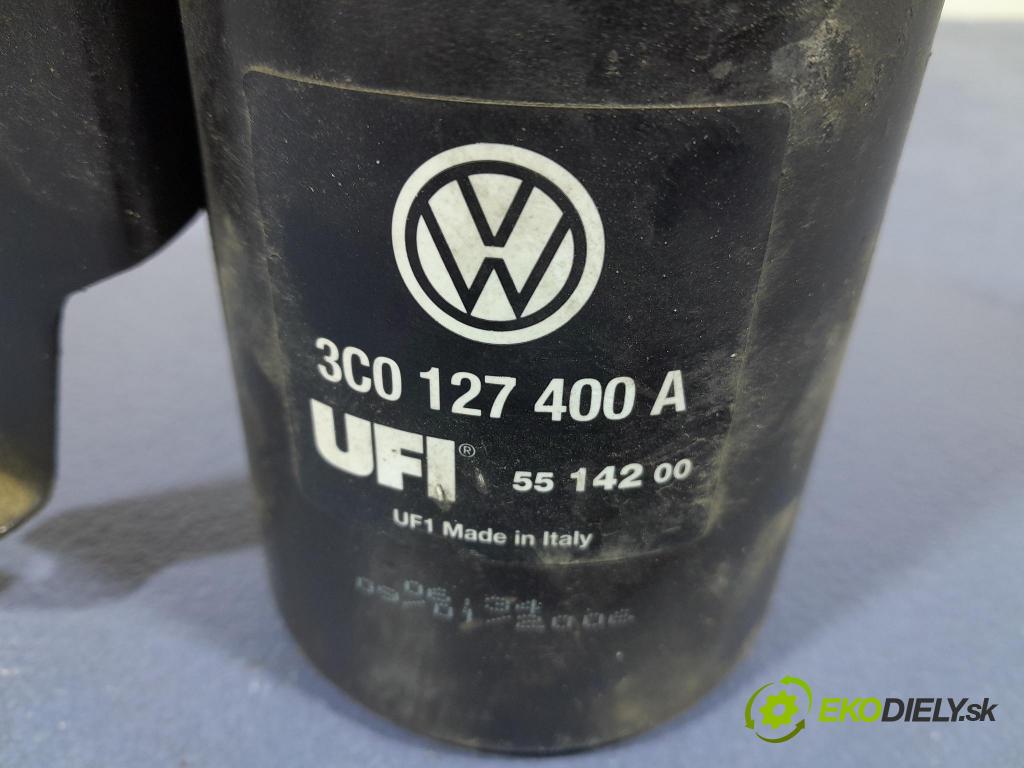 3C0 127 400 A
UFI® 55 142 00
UF1 Made in Italy
EKODIELY.sk